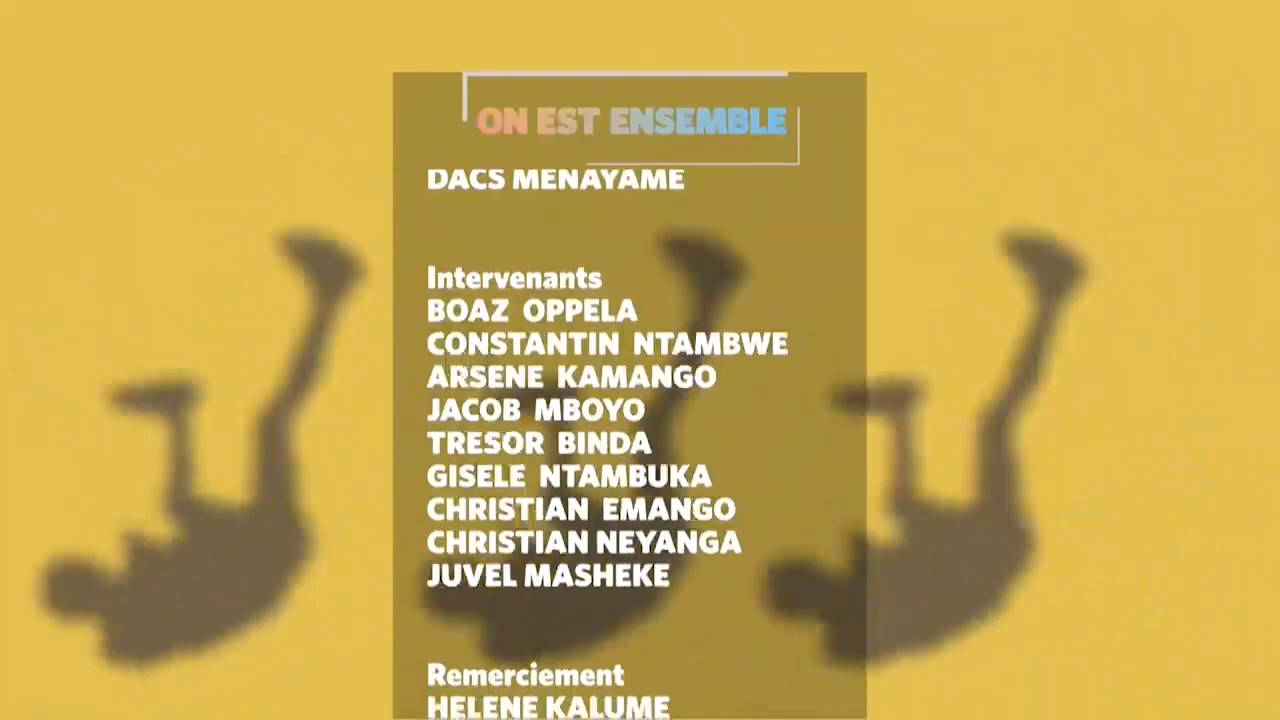 ON EST ENSEMBLE
DACS MENAYAME
Intervenants
BOAZ OPPELA
CONSTANTIN NTAMBWE
ARSENE KAMANGO
JACOB MBOYO
TRESOR BINDA
GISELE NTAMBUKA
CHRISTIAN EMANGO
CHRISTIAN NEYANGA
JUVEL MASHEKE
Remerciement
HELENE KALUME